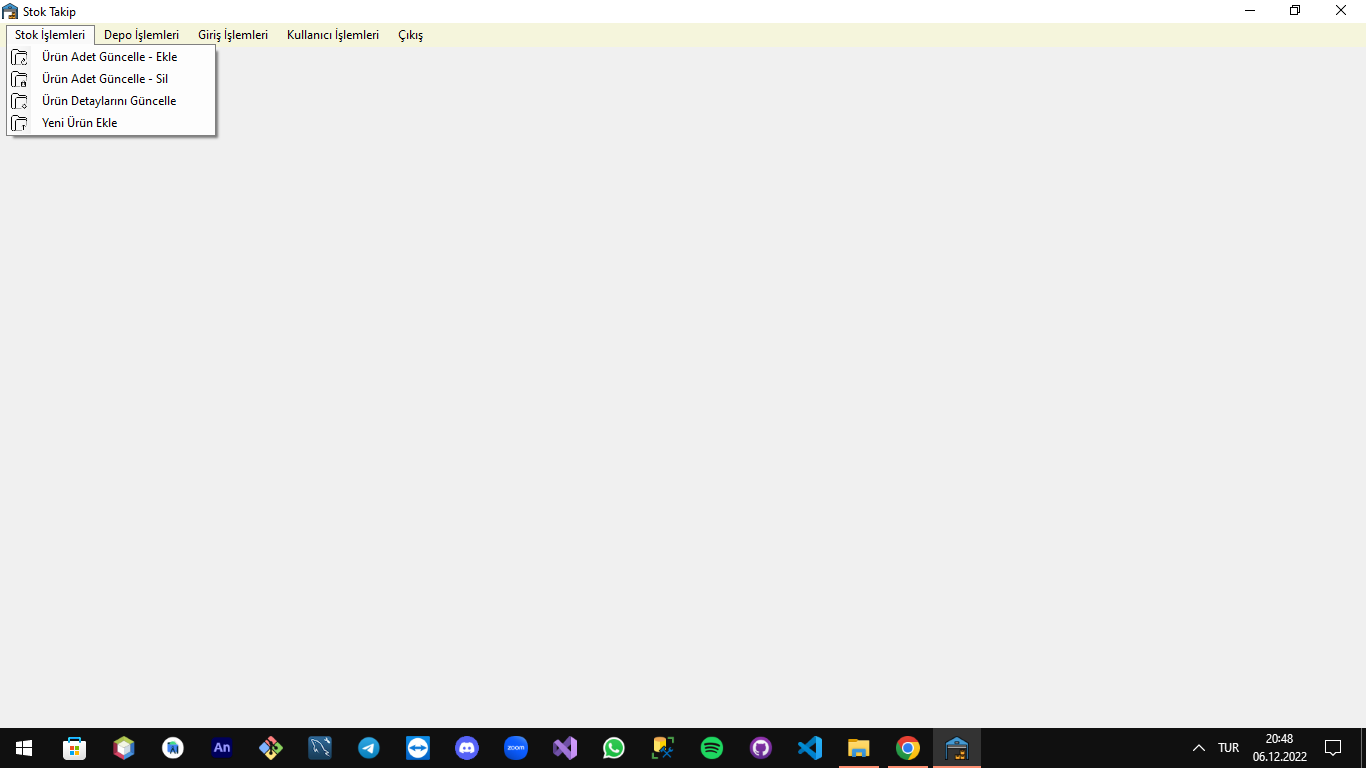 Stok Takip
Stok İşlemleri Depo İşlemleri Giriş İşlemleri Kullanıcı İşlemleri Çıkış
Ürün Adet Güncelle - Ekle
Ürün Adet Güncelle - Sil
Ürün Detaylarını Güncelle
Yeni Ürün Ekle
An
zoom
TUR
20:48
06.12.2022